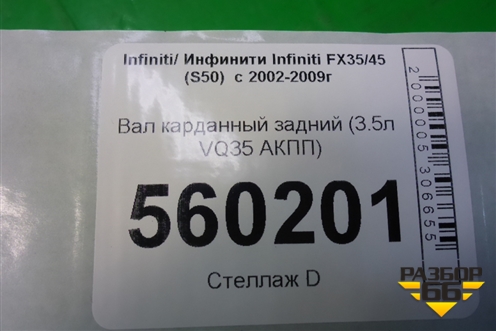 Infiniti/ Инфинити Infiniti FX35/45
(S50) с 2002-2009г
Вал карданный задний (3.5л
VQ35 АКПП)
560201
Стеллаж D
2000005306655
РАЗБОР
66